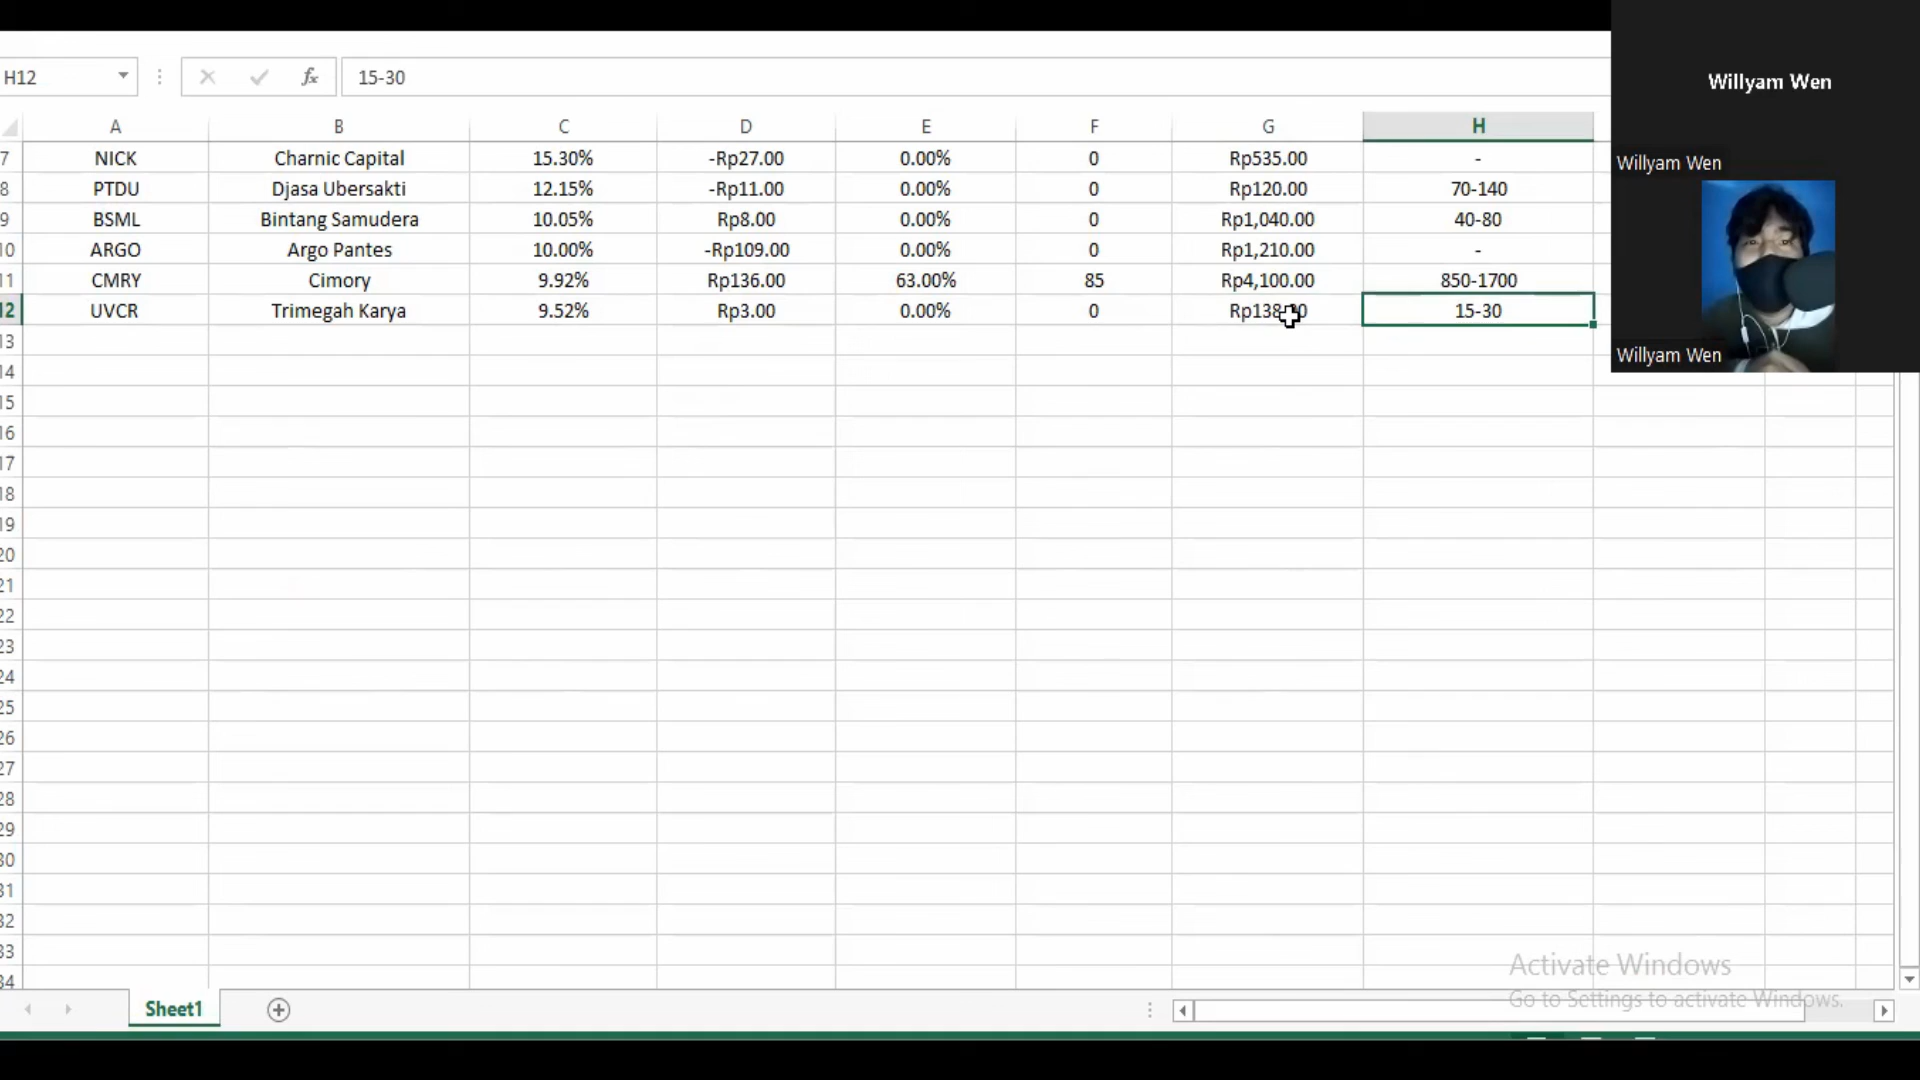 Willyam Wen
H12 fx 15-30
A B C D E F G H
Willyam Wen
7 NICK Charnic Capital 15.30% -Rp27.00 0.00% 0 Rp535.00 -
8 PTDU Djasa Ubersakti 12.15% -Rp11.00 0.00% 0 Rp120.00 70-140
9 BSML Bintang Samudera 10.05% Rp8.00 0.00% 0 Rp1,040.00 40-80
10 ARGO Argo Pantes 10.00% -Rp109.00 0.00% 0 Rp1,210.00 -
11 CMRY Cimory 9.92% Rp136.00 63.00% 85 Rp4,100.00 850-1700
12 UVCR Trimegah Karya 9.52% Rp3.00 0.00% 0 Rp138.00 15-30
Willyam Wen
13
14
15
16
17
18
19
20
21
22
23
24
25
26
27
28
29
30
31
32
33
34
Activate Windows
Go to Settings to activate Windows.
Sheet1